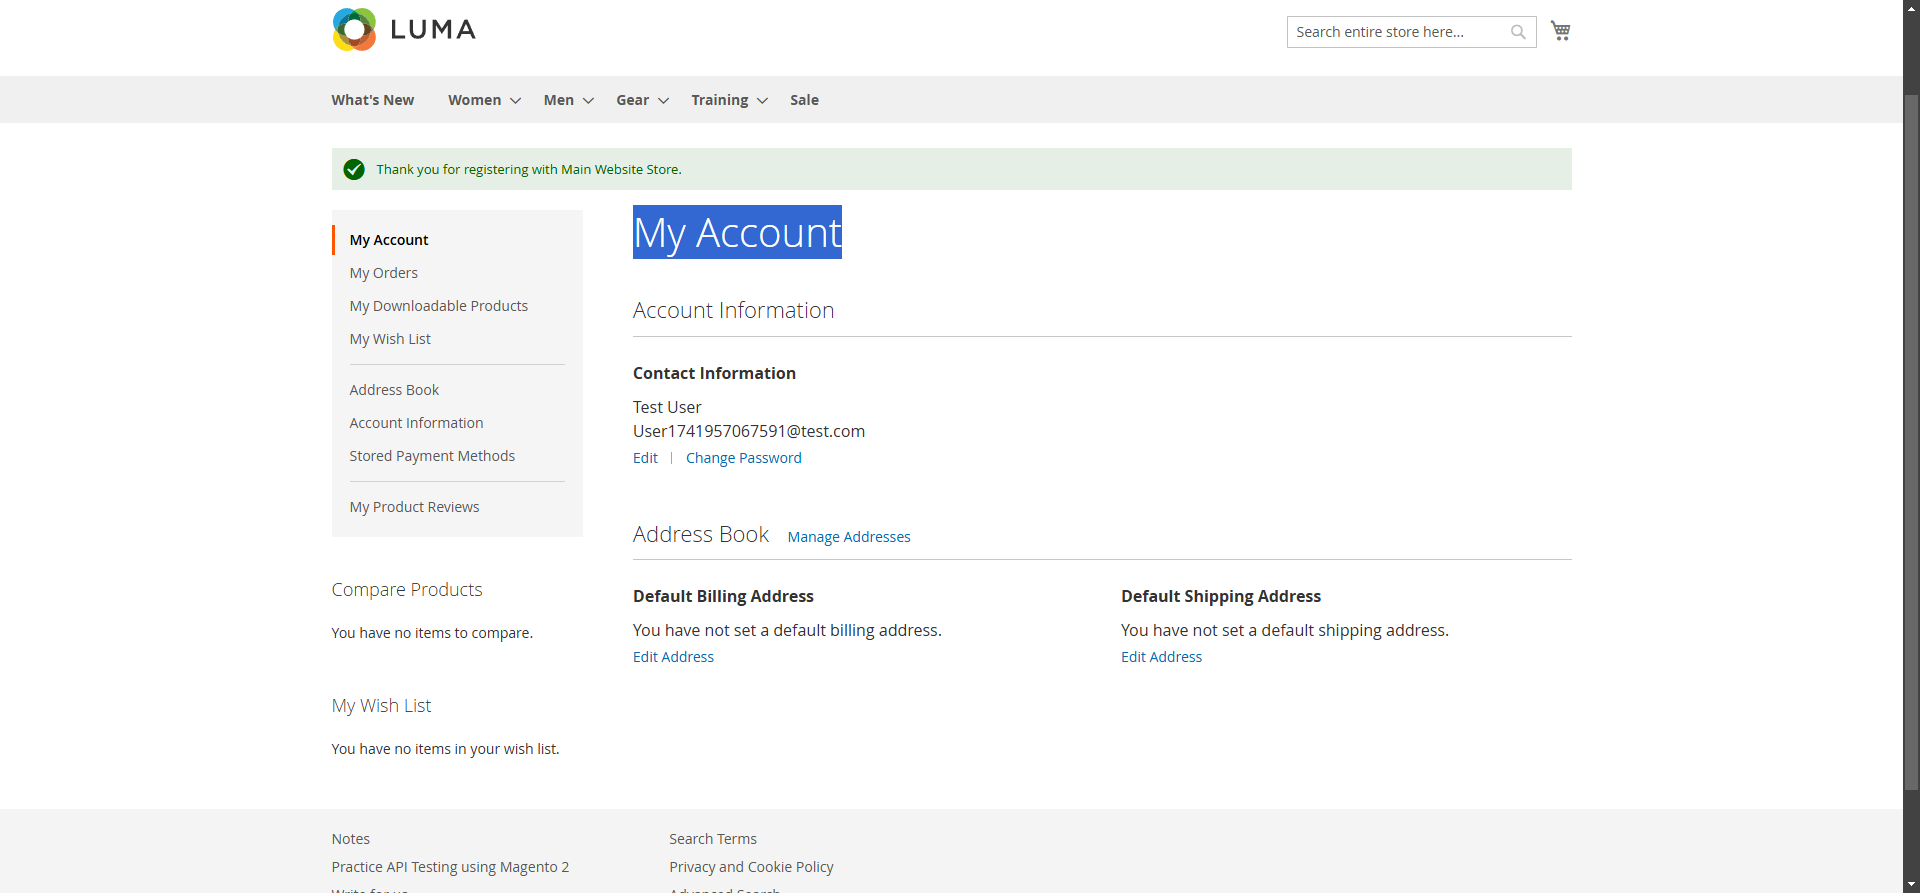 LUMA
Search entire store here...
What's New Women Men Gear Training Sale
Thank you for registering with Main Website Store.
My Account
My Orders
My Downloadable Products
My Wish List
Address Book
Account Information
Stored Payment Methods
My Product Reviews
Compare Products
You have no items to compare.
My Wish List
You have no items in your wish list.
My Account
Account Information
Contact Information
Test User
User1741957067591@test.com
Edit | Change Password
Address Book Manage Addresses
Default Billing Address
You have not set a default billing address.
Edit Address
Default Shipping Address
You have not set a default shipping address.
Edit Address
Notes
Practice API Testing using Magento 2
Write for us
Search Terms
Privacy and Cookie Policy
Advanced Search